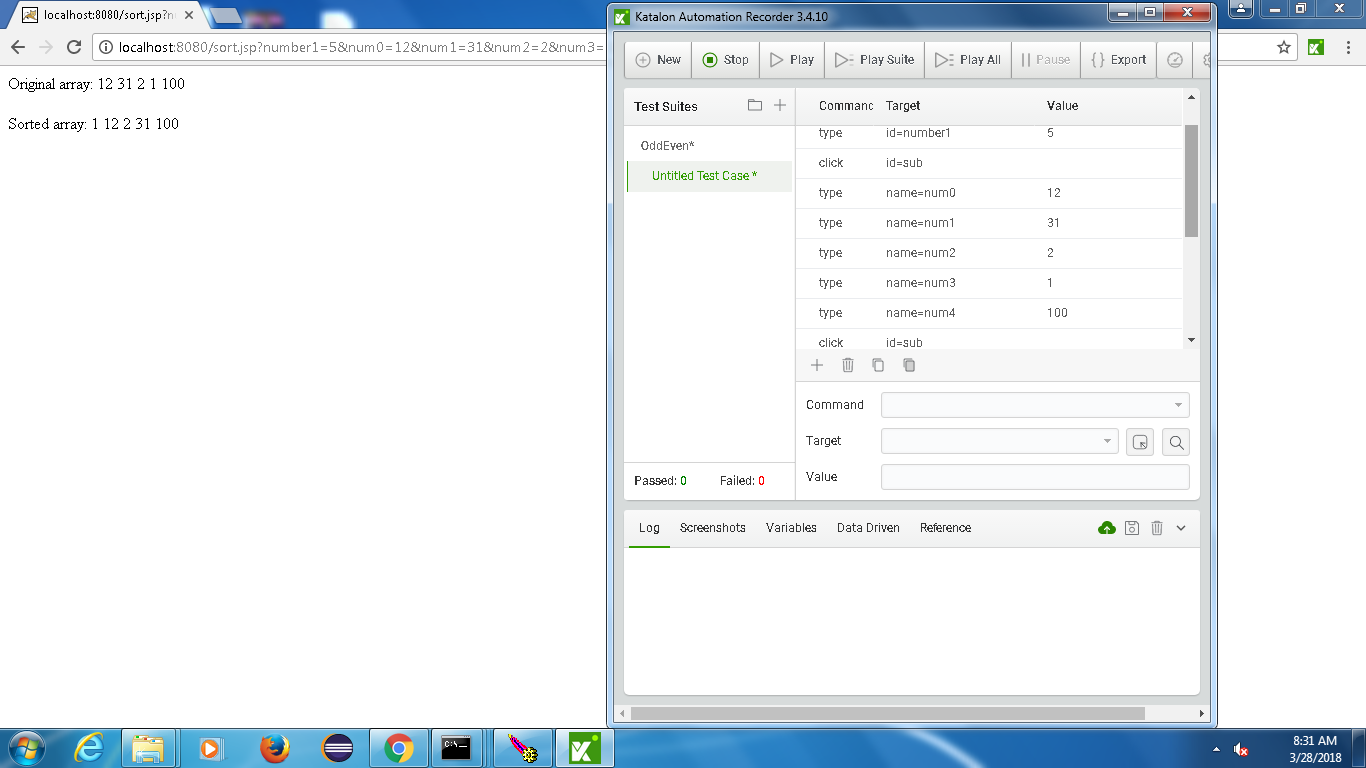 localhost:8080/sort.jsp?n
localhost:8080/sort.jsp?number1=5&num0=12&num1=31&num2=2&num3=
Original array: 12 31 2 1 100
Sorted array: 1 12 2 31 100
Katalon Automation Recorder 3.4.10
New Stop Play Play Suite Play All Pause Export
Test Suites
OddEven*
Untitled Test Case *
Passed: 0 Failed: 0
Command Target Value
type id=number1 5
click id=sub
type name=num0 12
type name=num1 31
type name=num2 2
type name=num3 1
type name=num4 100
click id=sub
Command
Target
Value
Log Screenshots Variables Data Driven Reference
8:31 AM
3/28/2018